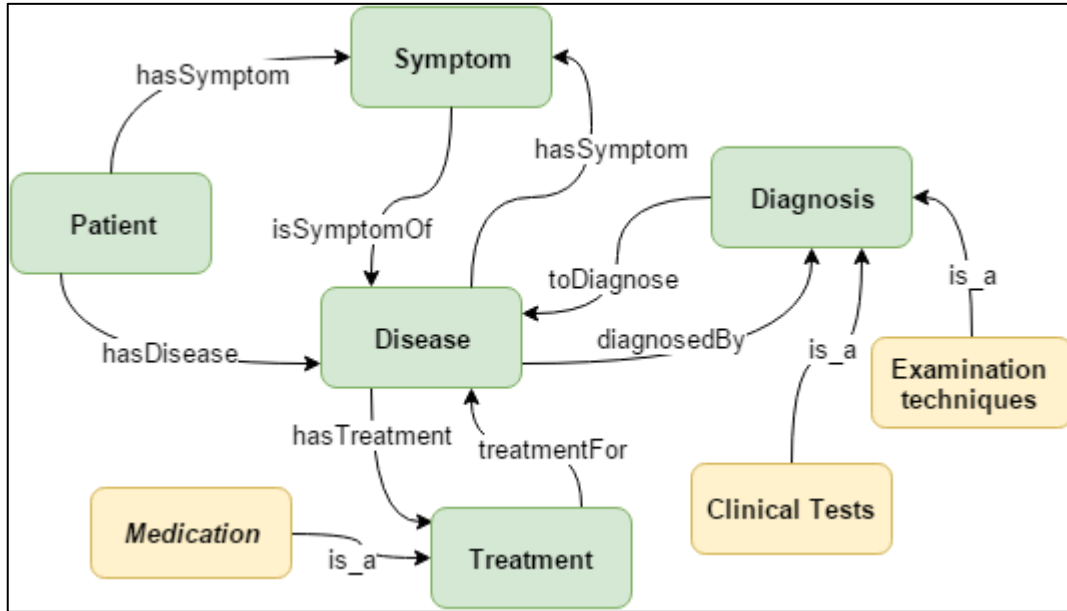 Symptom
hasSymptom
hasSymptom
Diagnosis
Patient
isSymptomOf
toDiagnose
is_a
Disease
diagnosedBy
hasDisease
is_a
Examination
techniques
hasTreatment
treatmentFor
Clinical Tests
Medication
is_a
Treatment